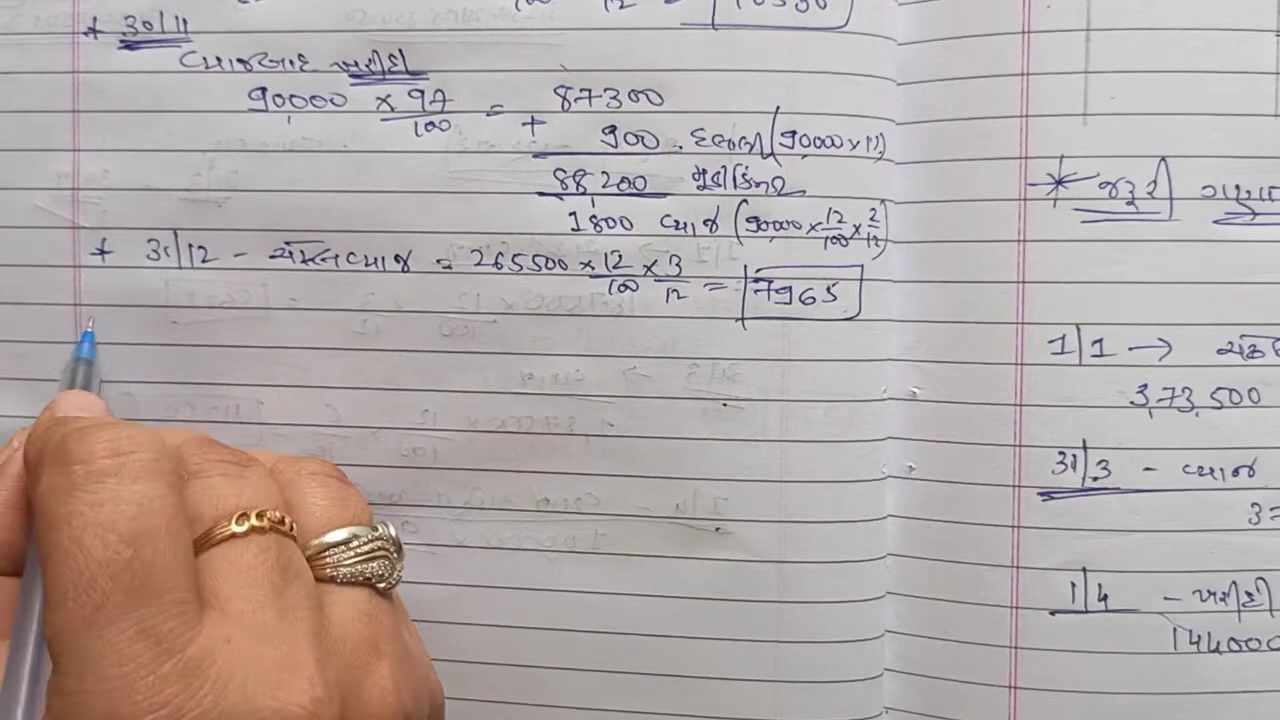 * 30/11
વ્યાજબાદ ખરીદી
90000 × 97/100 = 87300
+ 900 . દલાલી (90000 × 1%)
88200 મૂડી કિંમત
1800 વ્યાજ (90000 × 12/100 × 2/12)
* 31/12 - ચઢત વ્યાજ = 265500 × 12/100 × 3/12 = 7965
* જરૂરી
1/1 →
3,73,500
31/3 - વ્યાજ
3=
1/4 - ખરીદી
144000